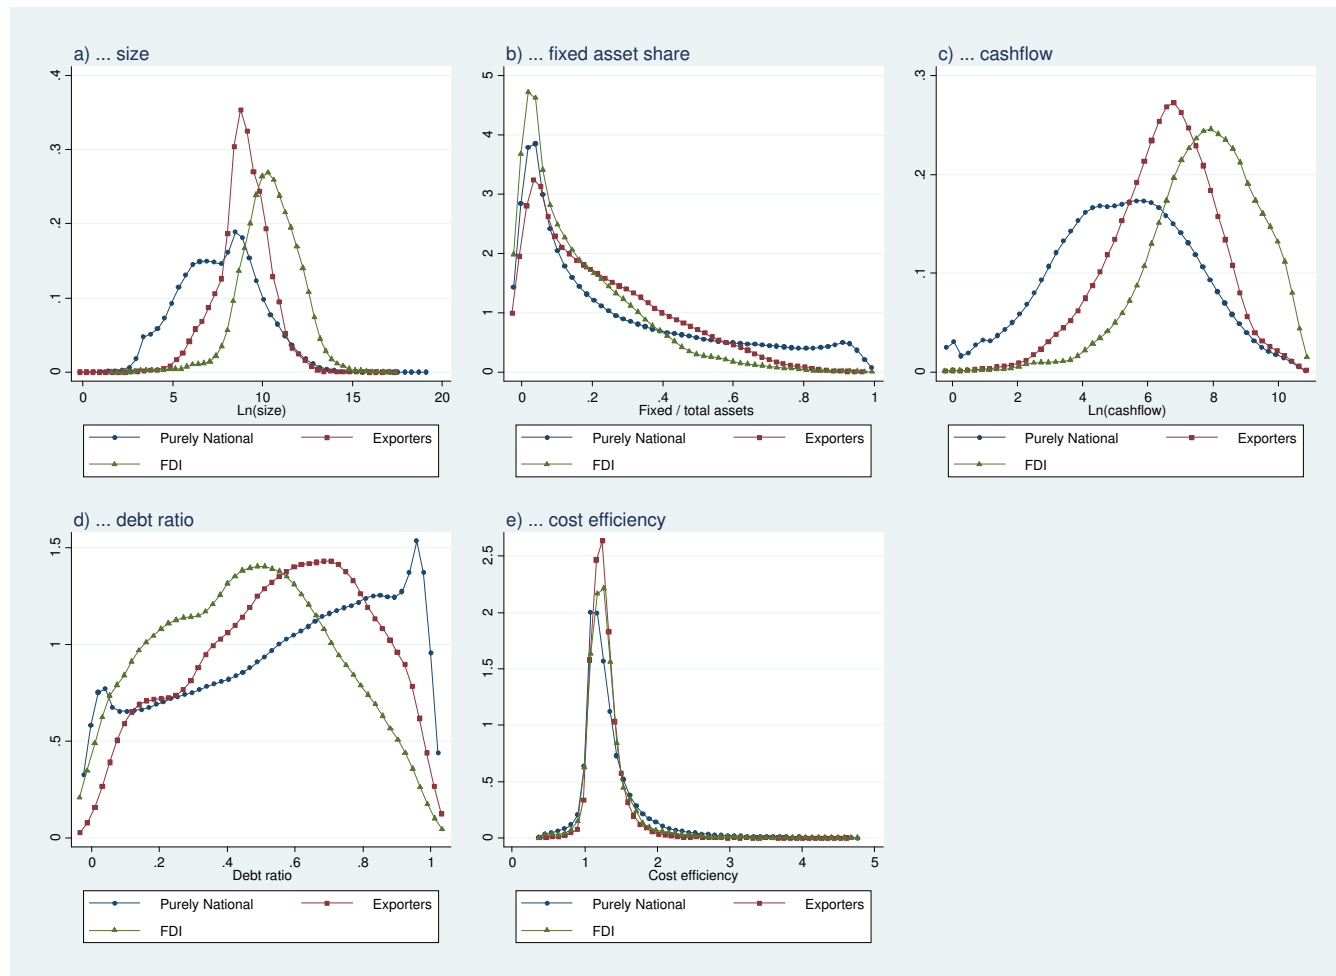 a) ... size
.4
.3
.2
.1
0
0 5 10 15 20
Ln(size)
Purely National Exporters
FDI
b) ... fixed asset share
5
4
3
2
1
0
0 .2 .4 .6 .8 1
Fixed / total assets
Purely National Exporters
FDI
c) ... cashflow
.3
.2
.1
0
0 2 4 6 8 10
Ln(cashflow)
Purely National Exporters
FDI
d) ... debt ratio
1.5
1
.5
0
0 .2 .4 .6 .8 1
Debt ratio
Purely National Exporters
FDI
e) ... cost efficiency
2.5
2
1.5
1
.5
0
0 1 2 3 4 5
Cost efficiency
Purely National Exporters
FDI